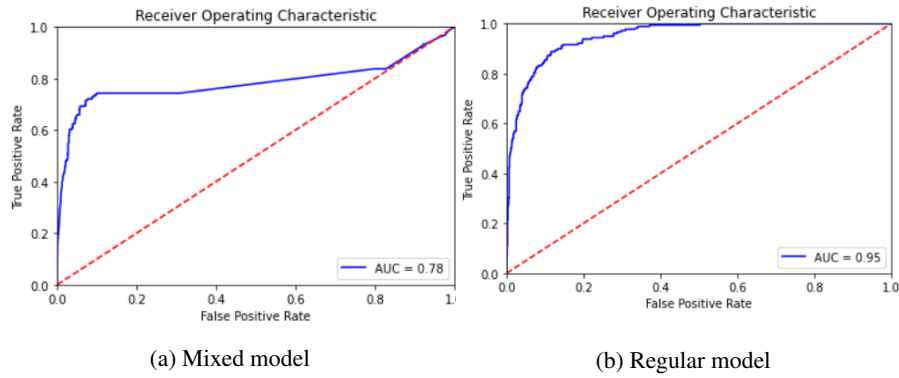 Receiver Operating Characteristic
1.0
0.8
0.6
0.4
0.2
0.0
True Positive Rate
AUC = 0.78
0.0 0.2 0.4 0.6 0.8 1.0
False Positive Rate
(a) Mixed model
Receiver Operating Characteristic
1.0
0.8
0.6
0.4
0.2
0.0
True Positive Rate
AUC = 0.95
0.0 0.2 0.4 0.6 0.8 1.0
False Positive Rate
(b) Regular model